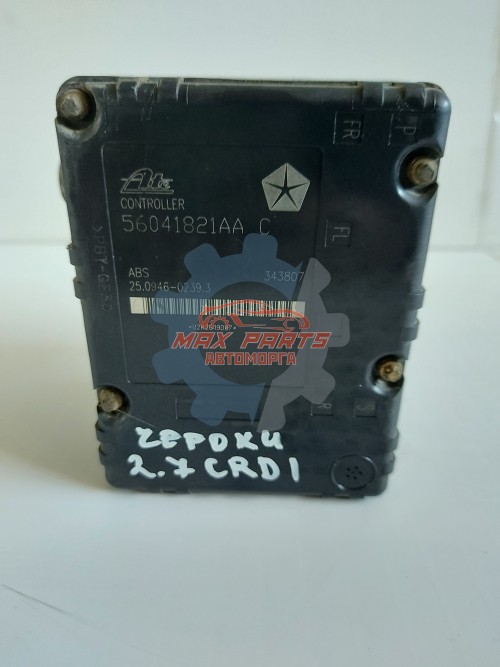 P
FR
Ate
CONTROLLER
56041821AA C
FL
ABS 343807
25.0946-0239.3
MAX PARTS
АВТОМОРГА
R
S
ЧЕРОКИ
2.7 CRDI